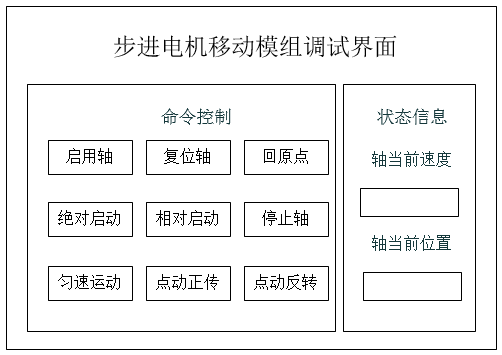 步进电机移动模组调试界面
命令控制
启用轴 复位轴 回原点
绝对启动 相对启动 停止轴
匀速运动 点动正传 点动反转
状态信息
轴当前速度
轴当前位置